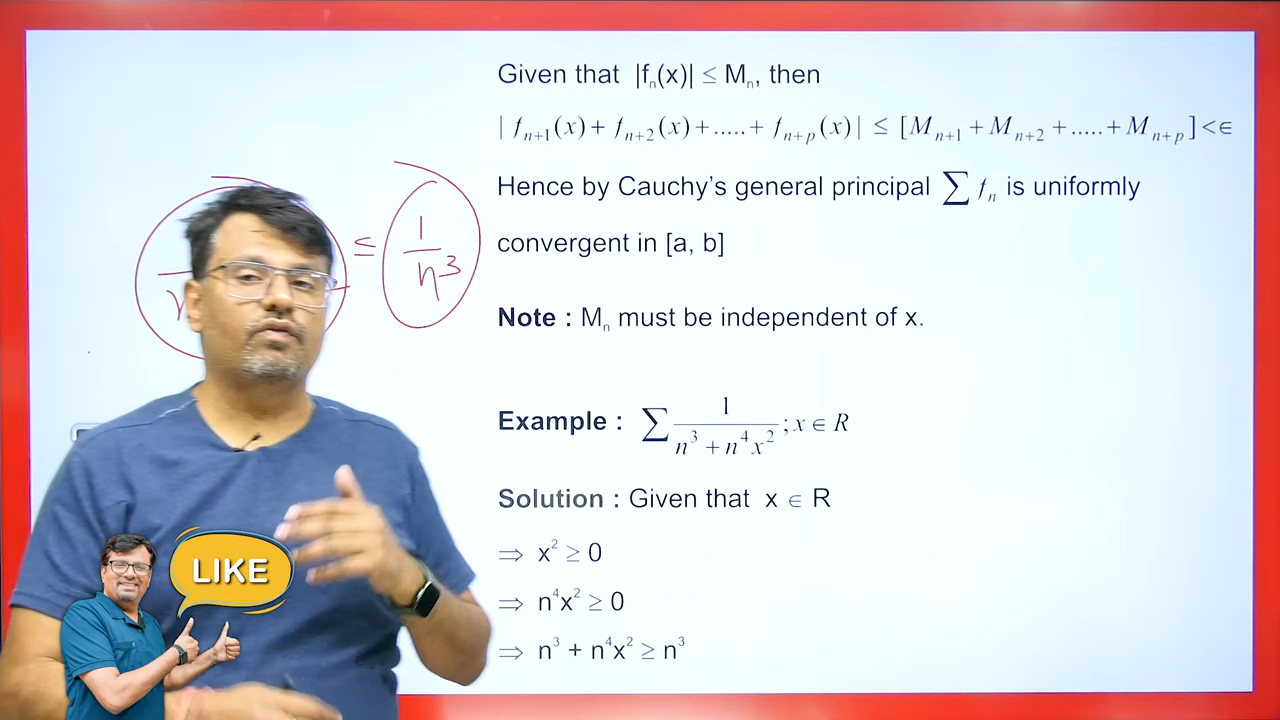 Given that |fₙ(x)| ≤ Mₙ, then
| fₙ₊₁(x) + fₙ₊₂(x) + ..... + fₙ₊ₚ(x) | ≤ [Mₙ₊₁ + Mₙ₊₂ + ..... + Mₙ₊ₚ] < ∈
Hence by Cauchy’s general principal ∑ fₙ is uniformly
convergent in [a, b]
≤ 1/n³
Note : Mₙ must be independent of x.
Example : ∑ 1/(n³ + n⁴x²) ; x ∈ R
Solution : Given that x ∈ R
⇒ x² ≥ 0
⇒ n⁴x² ≥ 0
⇒ n³ + n⁴x² ≥ n³
LIKE